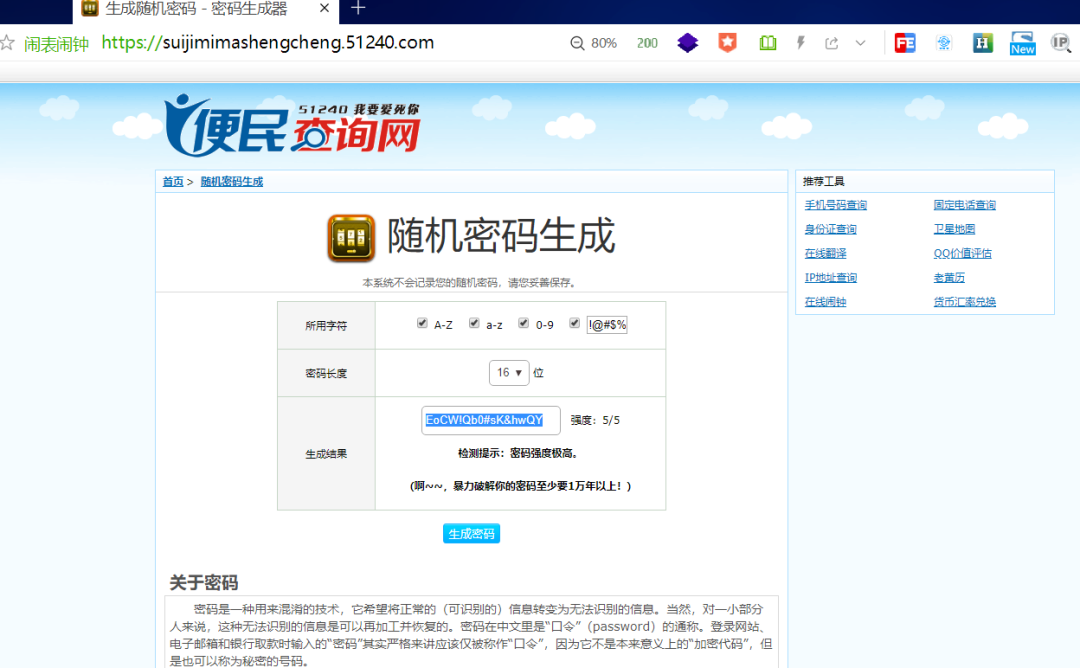 生成随机密码 - 密码生成器
闹表闹钟 https://suijimimashengcheng.51240.com 80% 200
FE H New IP
51240 我要爱死你
便民查询网
首页 > 随机密码生成
推荐工具
手机号码查询 固定电话查询
身份证查询 卫星地图
在线翻译 QQ价值评估
IP地址查询 老黄历
在线闹钟 货币汇率兑换
随机密码生成
本系统不会记录您的随机密码，请您妥善保存。
所用字符 A-Z a-z 0-9 !@#$%
密码长度 16 ▼ 位
EoCW!Qb0#sK&hwQY 强度：5/5
生成结果 检测提示：密码强度极高。
(啊~~，暴力破解你的密码至少要1万年以上！)
生成密码
关于密码
密码是一种用来混淆的技术，它希望将正常的（可识别的）信息转变为无法识别的信息。当然，对一小部分
人来说，这种无法识别的信息是可以再加工并恢复的。密码在中文里是“口令”（password）的通称。登录网站、
电子邮箱和银行取款时输入的“密码”其实严格来讲应该仅被称作“口令”，因为它不是本来意义上的“加密代码”，但
是也可以称为秘密的号码。